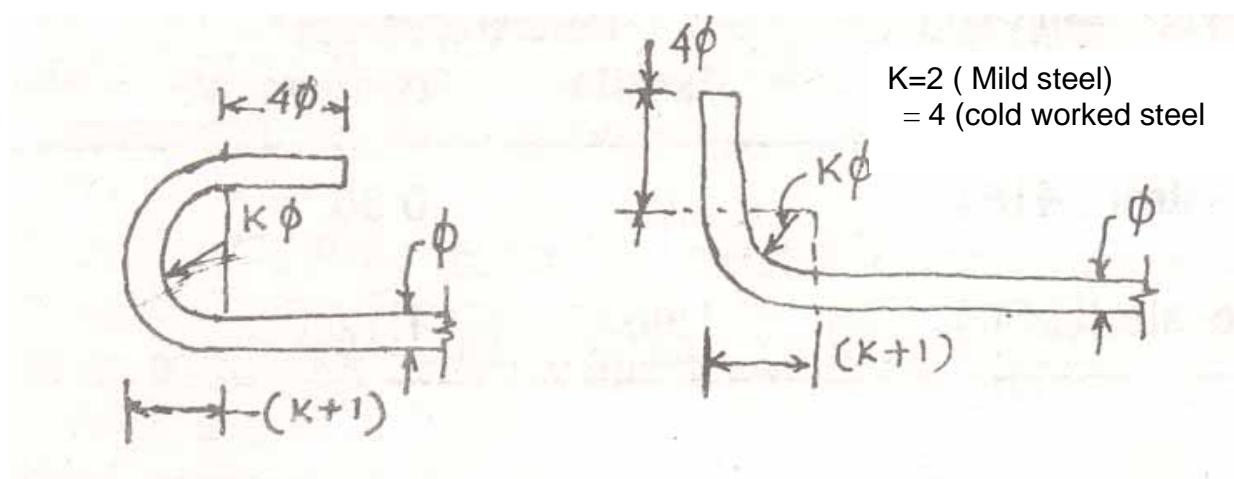 4φ
Kφ
φ
(K+1)
4φ
Kφ
φ
(K+1)
K=2 ( Mild steel)
= 4 (cold worked steel